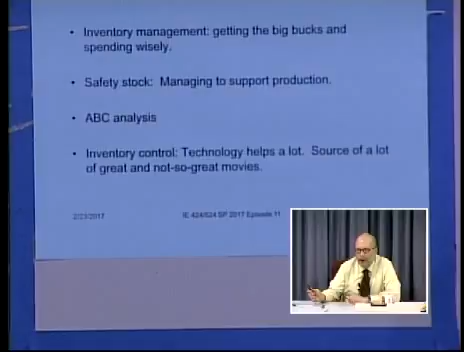 • Inventory management: getting the big bucks and
spending wisely.
• Safety stock: Managing to support production.
• ABC analysis
• Inventory control: Technology helps a lot. Source of a lot
of great and not-so-great movies.
2/23/2017 IE 424/524 SP 2017 Episode 11